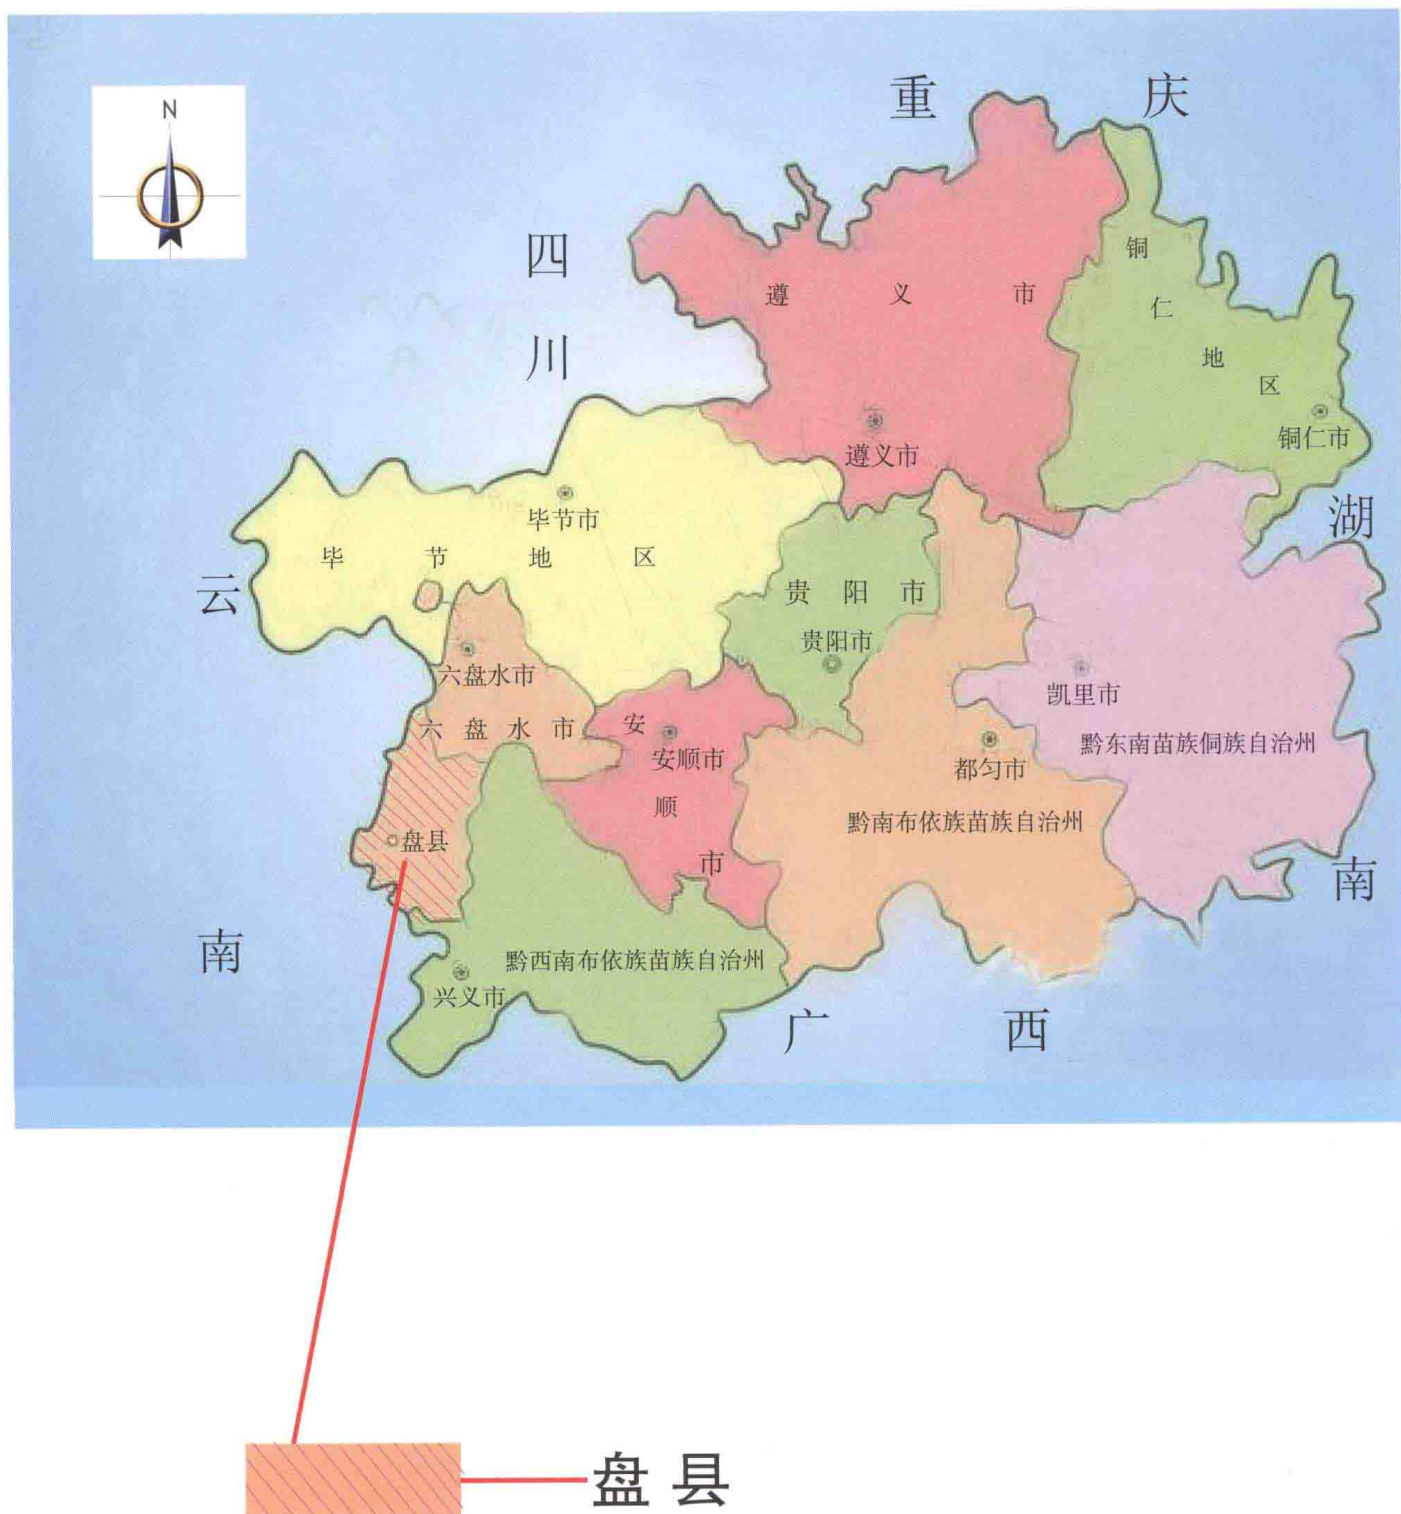 N
重庆
四川
遵义市
铜仁地区
遵义市
铜仁市
毕节市
毕节地区
湖南
云南
贵阳市
贵阳市
六盘水市
六盘水市
安顺市
安顺市
凯里市
黔东南苗族侗族自治州
都匀市
黔南布依族苗族自治州
盘县
黔西南布依族苗族自治州
兴义市
广西
盘县